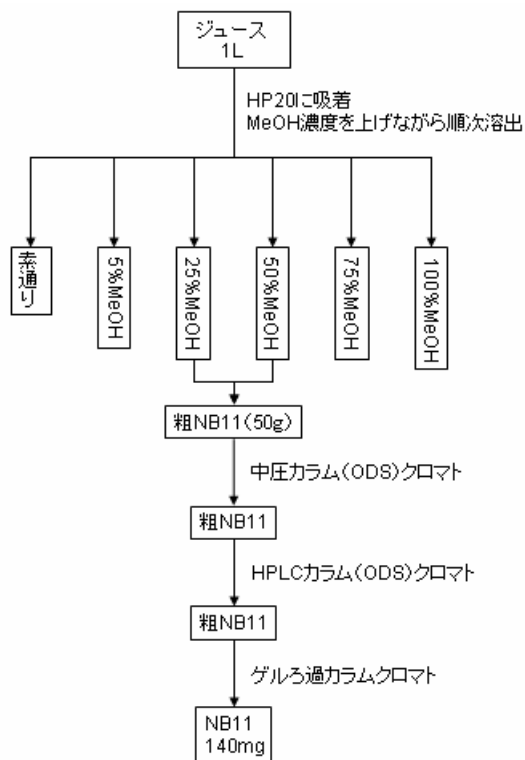 ジュース
1L
HP20に吸着
MeOH濃度を上げながら順次溶出
素通り
5%MeOH
25%MeOH
50%MeOH
75%MeOH
100%MeOH
粗NB11(50g)
中圧カラム(ODS)クロマト
粗NB11
HPLCカラム(ODS)クロマト
粗NB11
ゲルろ過カラムクロマト
NB11
140mg